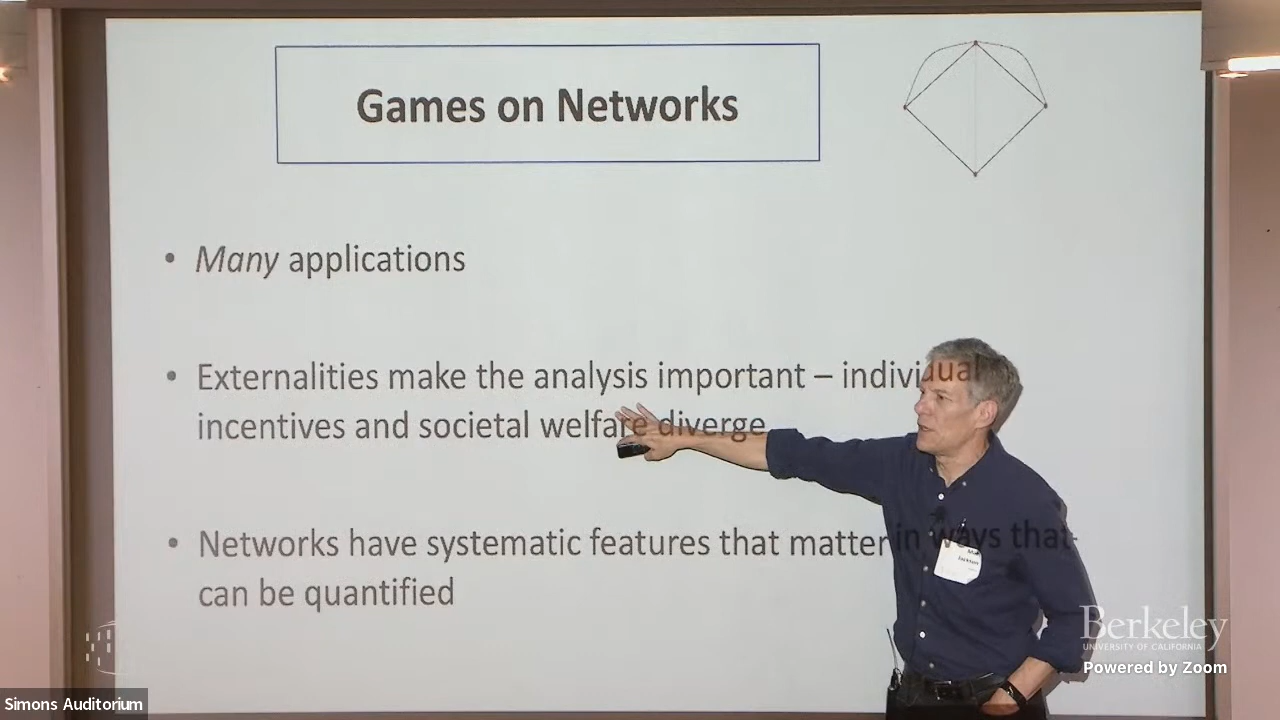 Games on Networks
• Many applications
• Externalities make the analysis important – individual
incentives and societal welfare diverge
• Networks have systematic features that matter in ways that
can be quantified
Berkeley
UNIVERSITY OF CALIFORNIA
Powered by Zoom
Simons Auditorium